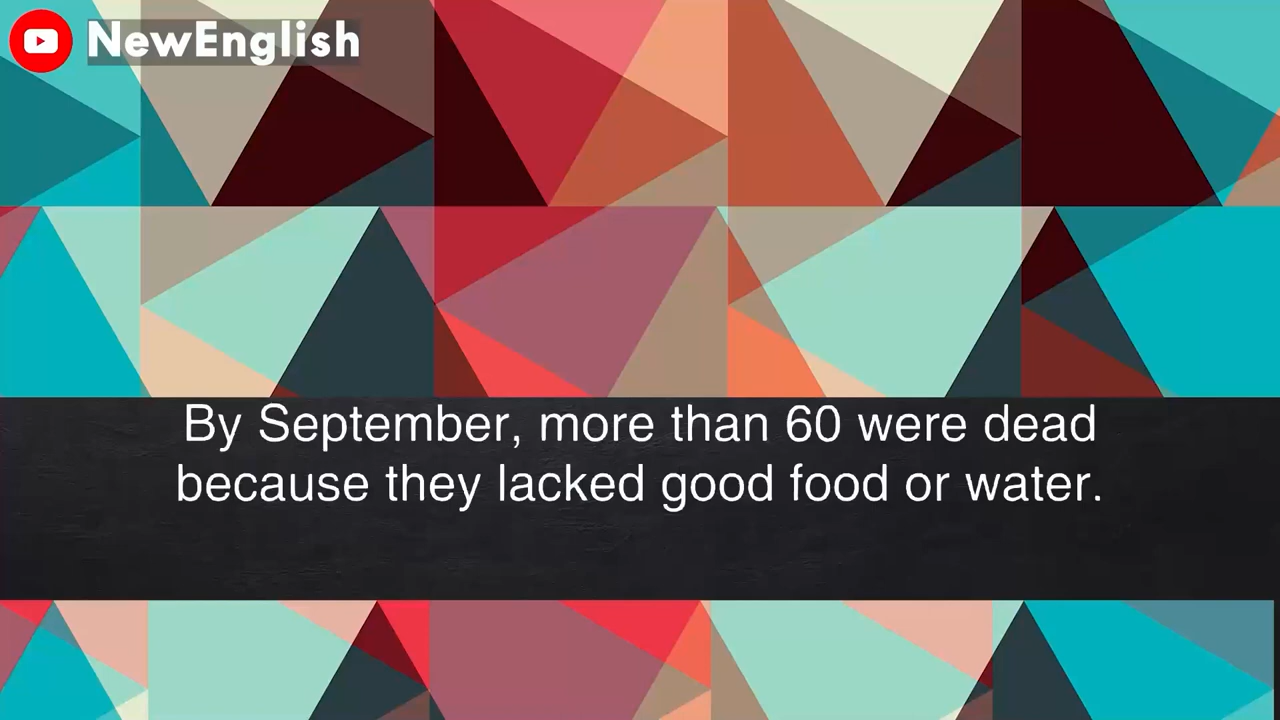 NewEnglish
By September, more than 60 were dead
because they lacked good food or water.